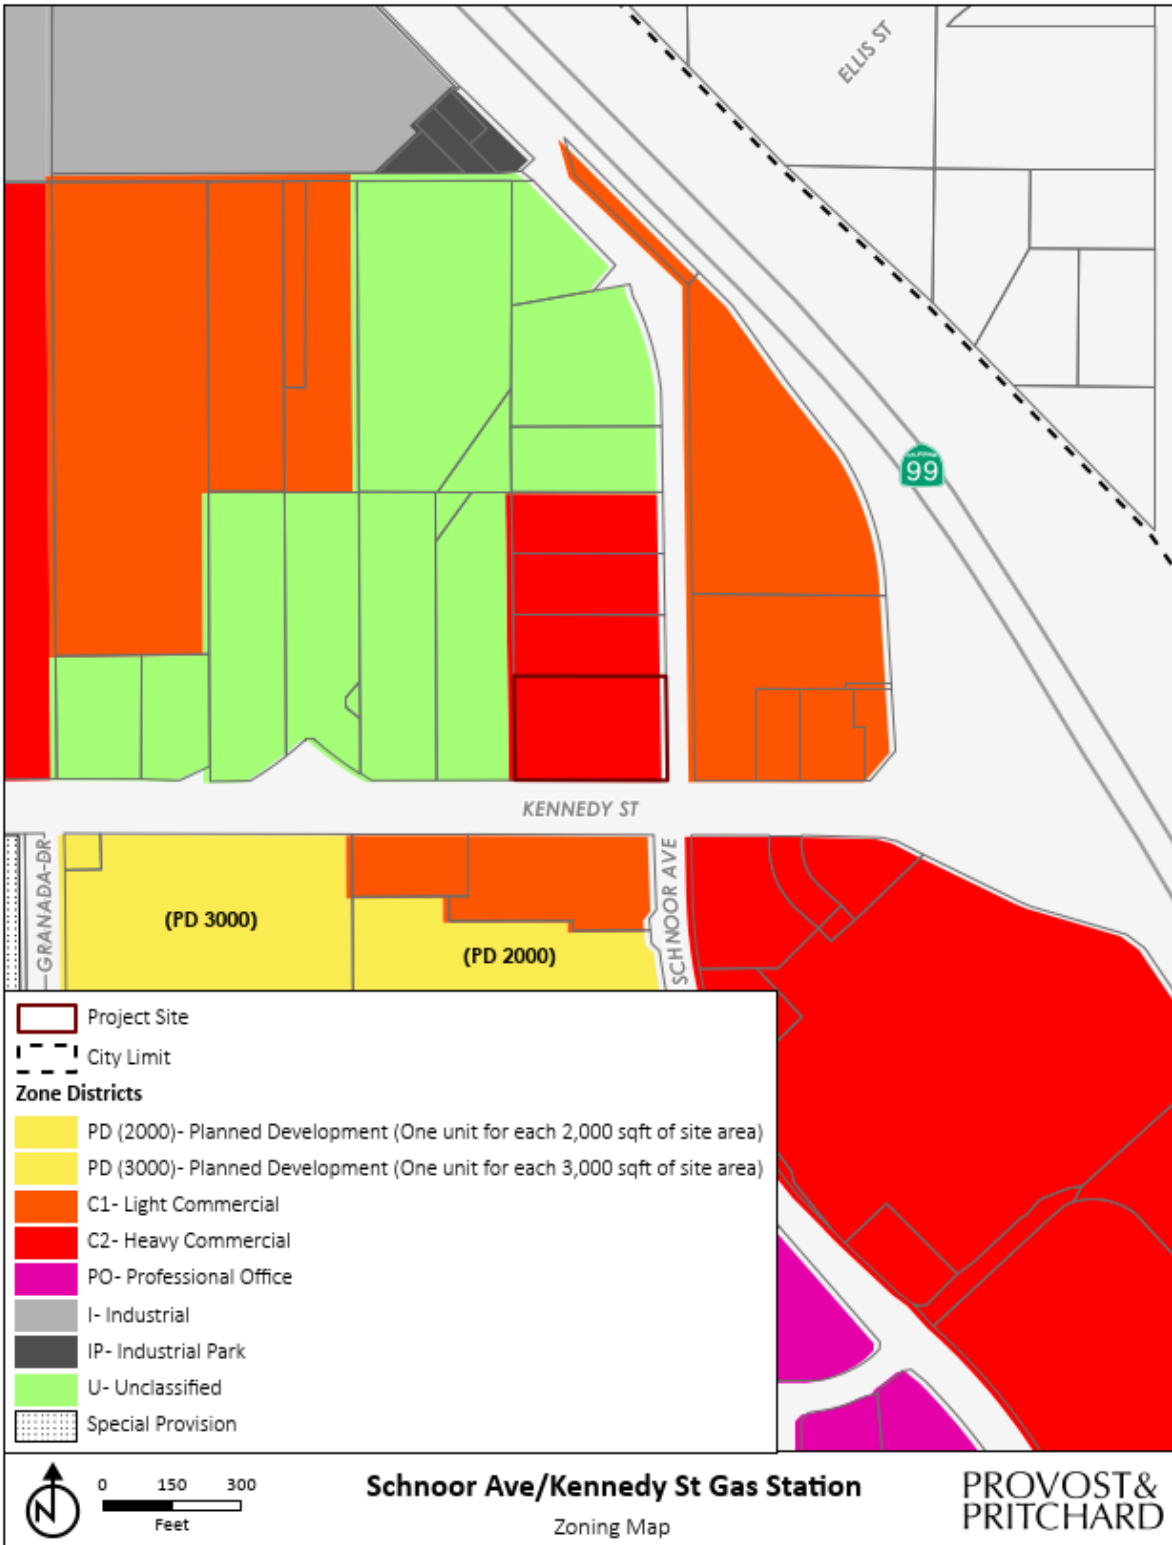 ELLIS ST
CALIFORNIA
99
KENNEDY ST
GRANADA-DR
SCHNOOR AVE
(PD 3000)
(PD 2000)
Project Site
City Limit
Zone Districts
PD (2000)- Planned Development (One unit for each 2,000 sqft of site area)
PD (3000)- Planned Development (One unit for each 3,000 sqft of site area)
C1- Light Commercial
C2- Heavy Commercial
PO- Professional Office
I- Industrial
IP- Industrial Park
U- Unclassified
Special Provision
N
0 150 300
Feet
Schnoor Ave/Kennedy St Gas Station
Zoning Map
PROVOST&
PRITCHARD